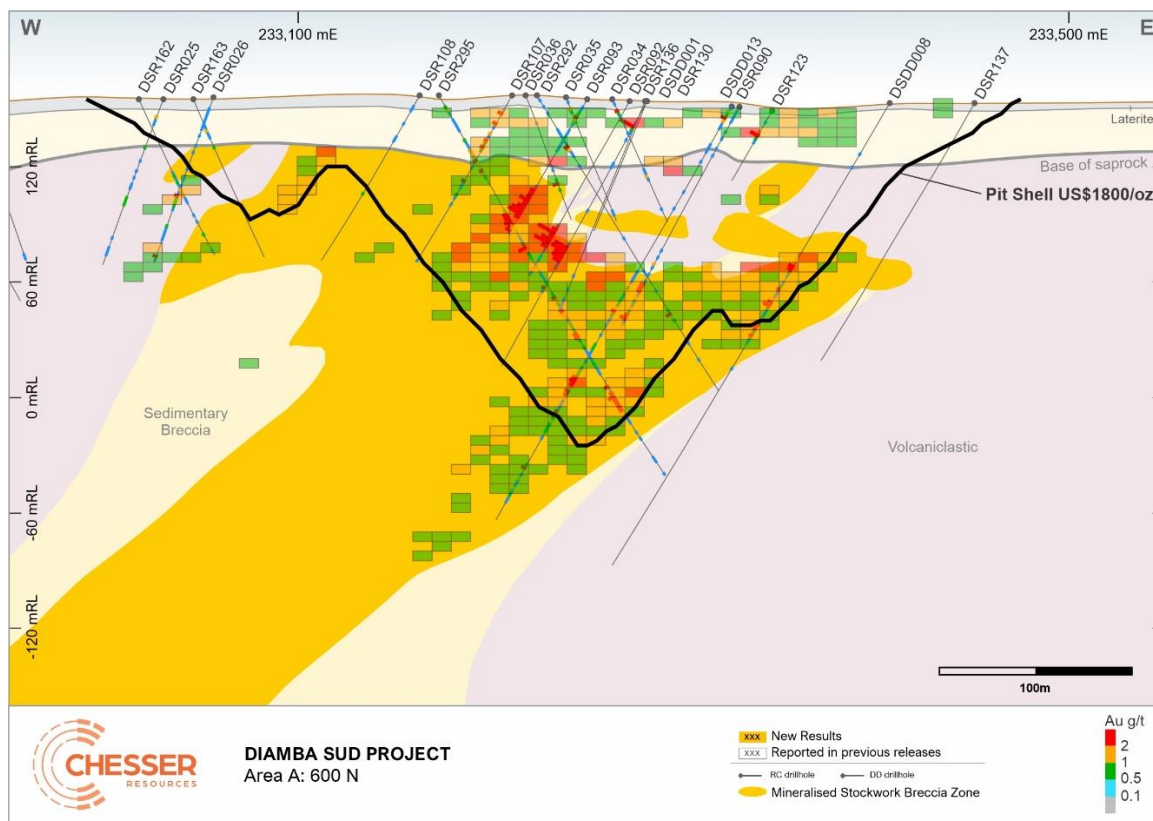 W
E
233,100 mE
233,500 mE
DSR162
DSR025
DSR163
DSR026
DSR108
DSR295
DSR107
DSR036
DSR292
DSR035
DSR093
DSR034
DSR092
DSR136
DSDD001
DSR130
DSDD013
DSR090
DSR123
DSDD008
DSR137
Laterite
Base of saprock
Pit Shell US$1800/oz
120 mRL
60 mRL
0 mRL
-60 mRL
-120 mRL
Sedimentary
Breccia
Volcaniclastic
100m
CHESSER
RESOURCES
DIAMBA SUD PROJECT
Area A: 600 N
xxx New Results
xxx Reported in previous releases
RC drillhole
DD drillhole
Mineralised Stockwork Breccia Zone
Au g/t
2
1
0.5
0.1